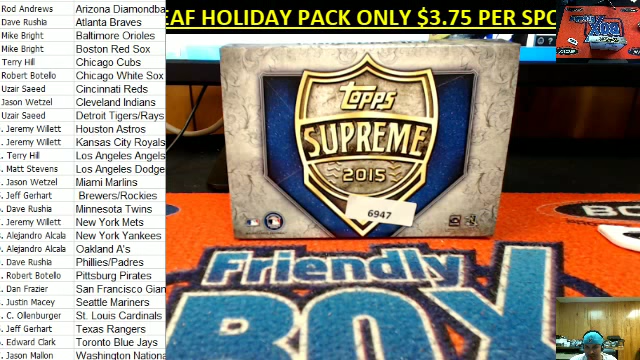 EAF HOLIDAY PACK ONLY $3.75 PER SPO
Rod Andrews Arizona Diamondba
Dave Rushia Atlanta Braves
Mike Bright Baltimore Orioles
Mike Bright Boston Red Sox
Terry Hill Chicago Cubs
Robert Botello Chicago White Sox
Uzair Saeed Cincinnati Reds
Jason Wetzel Cleveland Indians
Uzair Saeed Detroit Tigers/Rays
. Jeremy Willett Houston Astros
. Jeremy Willett Kansas City Royals
. Terry Hill Los Angeles Angels
. Matt Stevens Los Angeles Dodge
. Jason Wetzel Miami Marlins
. Jeff Gerhart Brewers/Rockies
. Dave Rushia Minnesota Twins
. Jeremy Willett New York Mets
. Alejandro Alcala New York Yankees
. Alejandro Alcala Oakland A's
. Dave Rushia Phillies/Padres
. Robert Botello Pittsburg Pirates
. Dan Frazier San Francisco Gian
. Justin Macey Seattle Mariners
. C. Ollenburger St. Louis Cardinals
. Jeff Gerhart Texas Rangers
. Edward Clark Toronto Blue Jays
. Jason Mallon Washington Nationa
Topps
SUPREME
2015
6947
Friendly
BOX